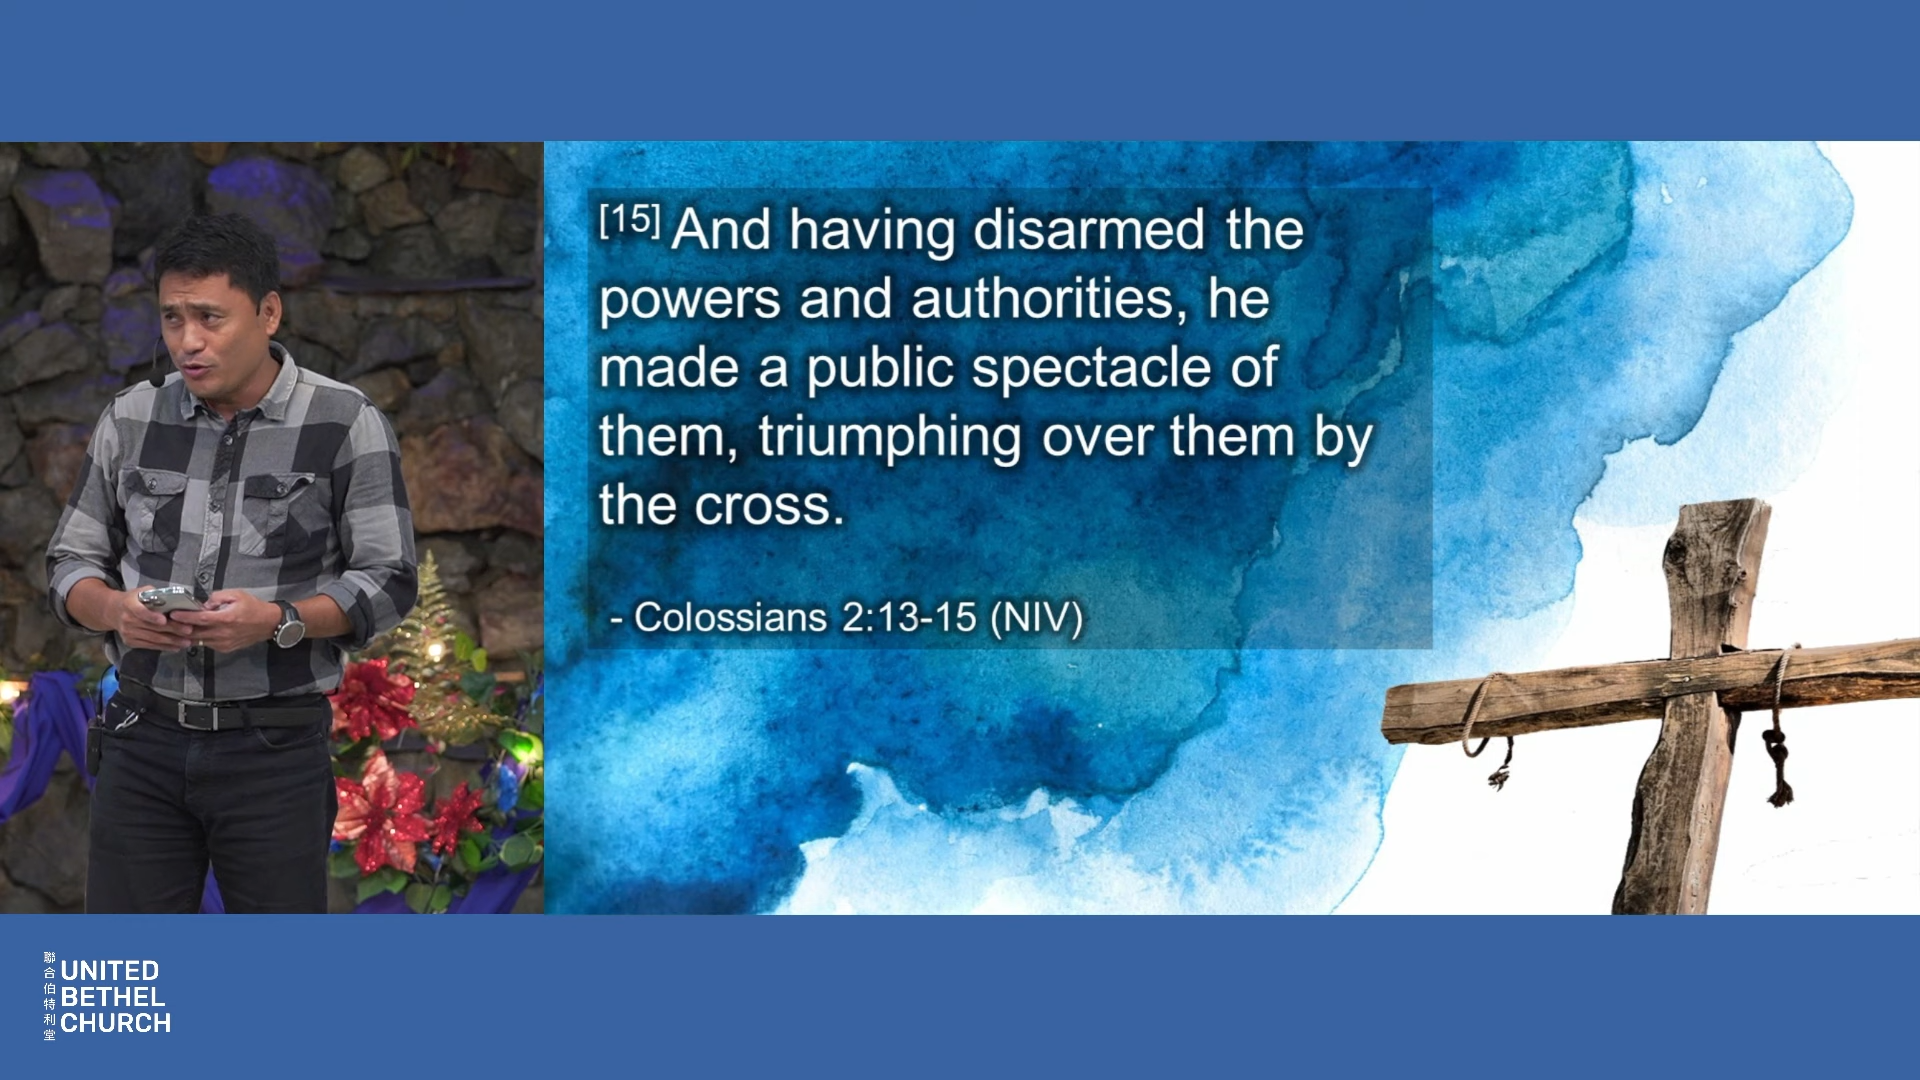 [15] And having disarmed the
powers and authorities, he
made a public spectacle of
them, triumphing over them by
the cross.
- Colossians 2:13-15 (NIV)
聯合伯特利堂
UNITED
BETHEL
CHURCH